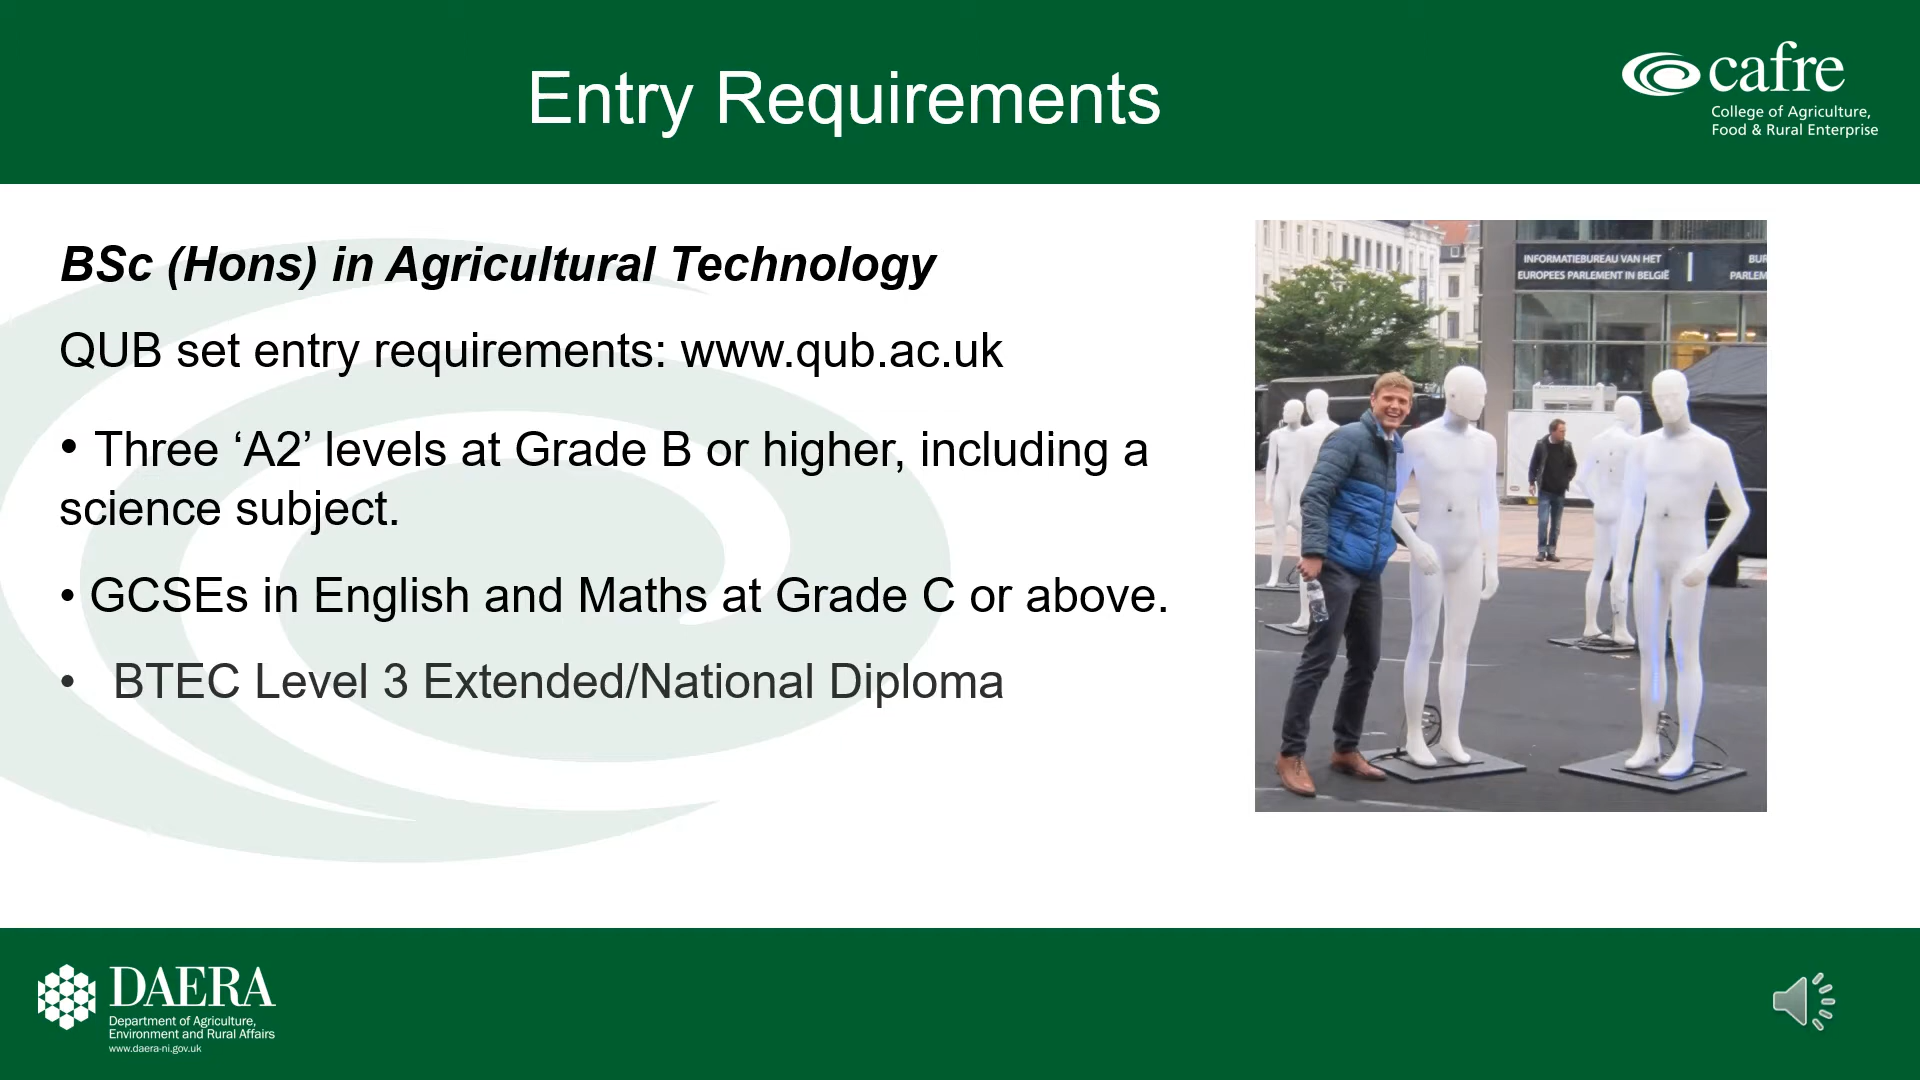 Entry Requirements
cafre
College of Agriculture,
Food & Rural Enterprise
BSc (Hons) in Agricultural Technology
QUB set entry requirements: www.qub.ac.uk
• Three ‘A2’ levels at Grade B or higher, including a
science subject.
• GCSEs in English and Maths at Grade C or above.
• BTEC Level 3 Extended/National Diploma
INFORMATIEBUREAU VAN HET
EUROPEES PARLEMENT IN BELGIË
BUR
PARLEM
DAERA
Department of Agriculture,
Environment and Rural Affairs
www.daera-ni.gov.uk